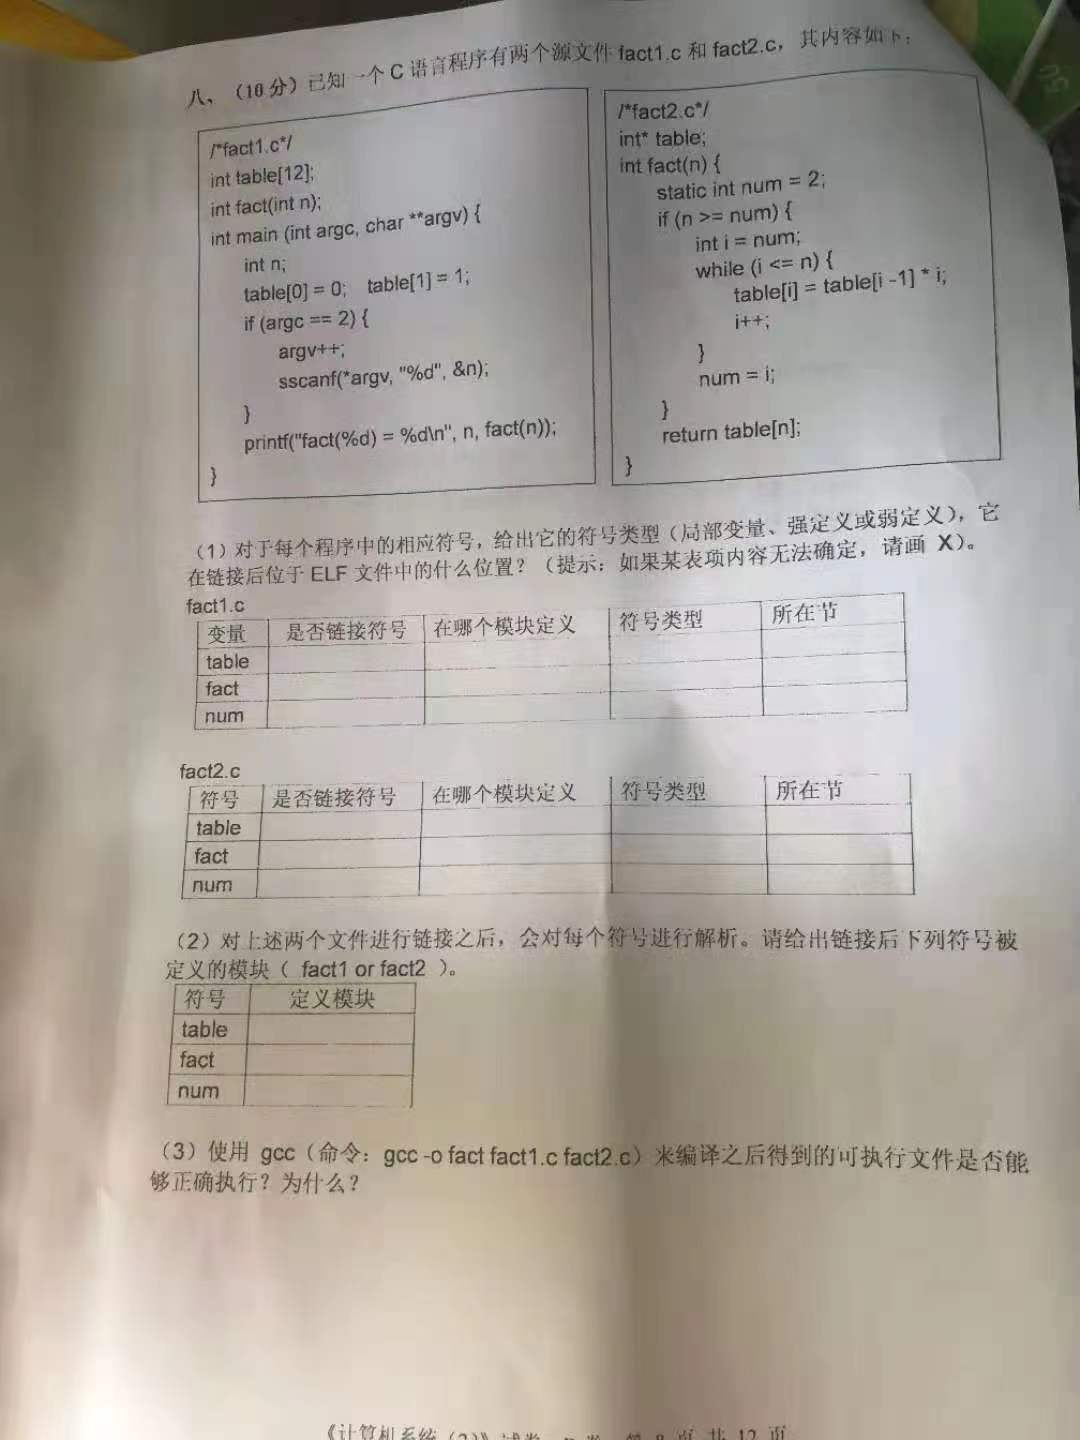 八、（10分）已知一个 C 语言程序有两个源文件 fact1.c 和 fact2.c，其内容如下：
/*fact1.c*/
int table[12];
int fact(int n);
int main (int argc, char **argv) {
int n;
table[0] = 0; table[1] = 1;
if (argc == 2) {
argv++;
sscanf(*argv, "%d", &n);
}
printf("fact(%d) = %d\n", n, fact(n));
}
/*fact2.c*/
int* table;
int fact(n) {
static int num = 2;
if (n >= num) {
int i = num;
while (i <= n) {
table[i] = table[i -1] * i;
i++;
}
num = i;
}
return table[n];
}
（1）对于每个程序中的相应符号，给出它的符号类型（局部变量、强定义或弱定义），它
在链接后位于 ELF 文件中的什么位置？（提示：如果某表项内容无法确定，请画 X）。
fact1.c
变量 是否链接符号 在哪个模块定义 符号类型 所在节
table
fact
num
fact2.c
符号 是否链接符号 在哪个模块定义 符号类型 所在节
table
fact
num
（2）对上述两个文件进行链接之后，会对每个符号进行解析。请给出链接后下列符号被
定义的模块（ fact1 or fact2 ）。
符号 定义模块
table
fact
num
（3）使用 gcc（命令：gcc -o fact fact1.c fact2.c）来编译之后得到的可执行文件是否能
够正确执行？为什么？
《计算机系统（2）》试卷 第 8 页 共 12 页